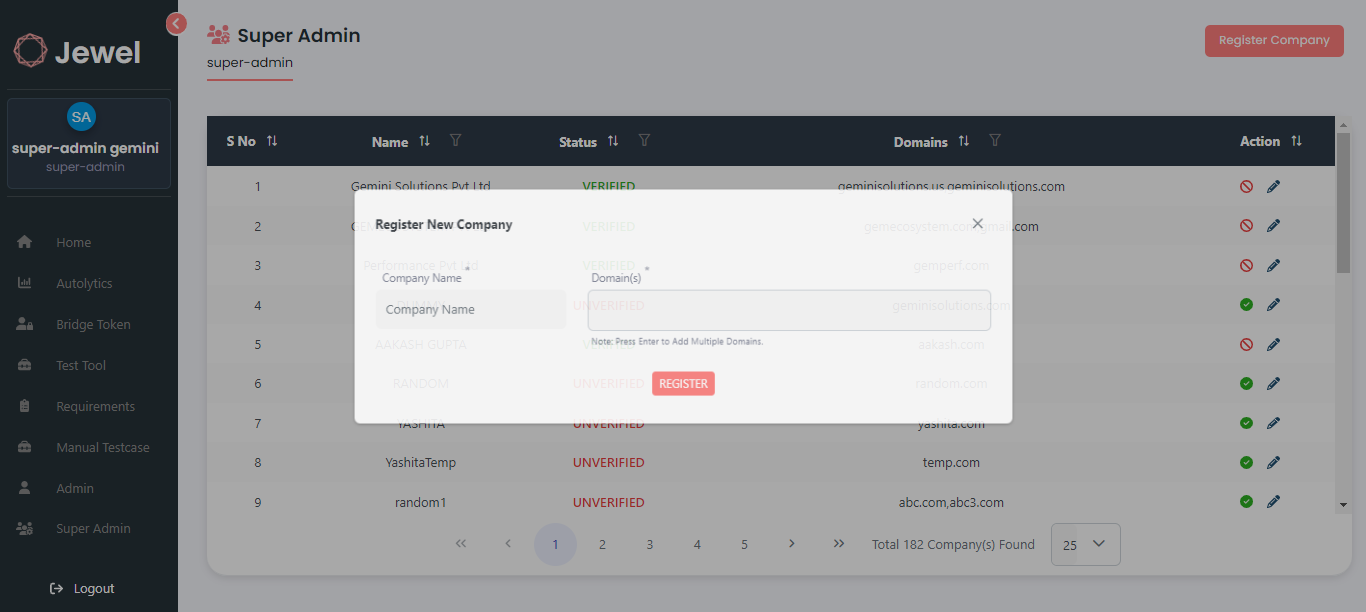 Jewel
SA
super-admin gemini
super-admin
Home
Autolytics
Bridge Token
Test Tool
Requirements
Manual Testcase
Admin
Super Admin
Logout
Super Admin
super-admin
Register Company
S No Name Status Domains Action
1 Gemini Solutions Pvt Ltd VERIFIED geminisolutions.us,geminisolutions.com
2 VERIFIED gemecosystem.com,gmail.com
3 Performance Pvt Ltd VERIFIED gemperf.com
4 UNVERIFIED geminisolutions.com
5 AAKASH GUPTA aakash.com
6 RANDOM UNVERIFIED random.com
7 YASHITA UNVERIFIED yashita.com
8 YashitaTemp UNVERIFIED temp.com
9 random1 UNVERIFIED abc.com,abc3.com
Register New Company
Company Name * Domain(s) *
Company Name
Note: Press Enter to Add Multiple Domains.
REGISTER
1 2 3 4 5 Total 182 Company(s) Found 25